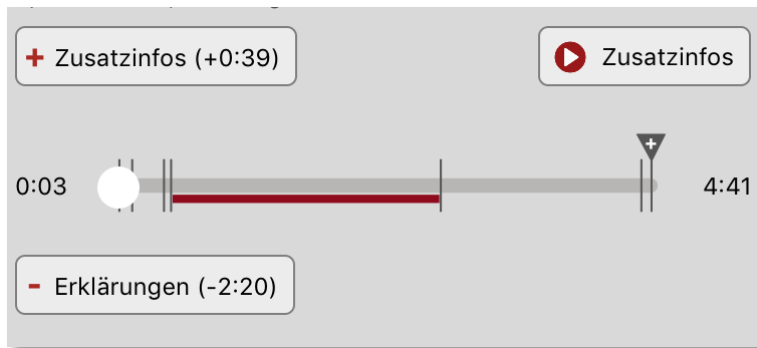 + Zusatzinfos (+0:39)
Zusatzinfos
+
0:03
4:41
- Erklärungen (-2:20)